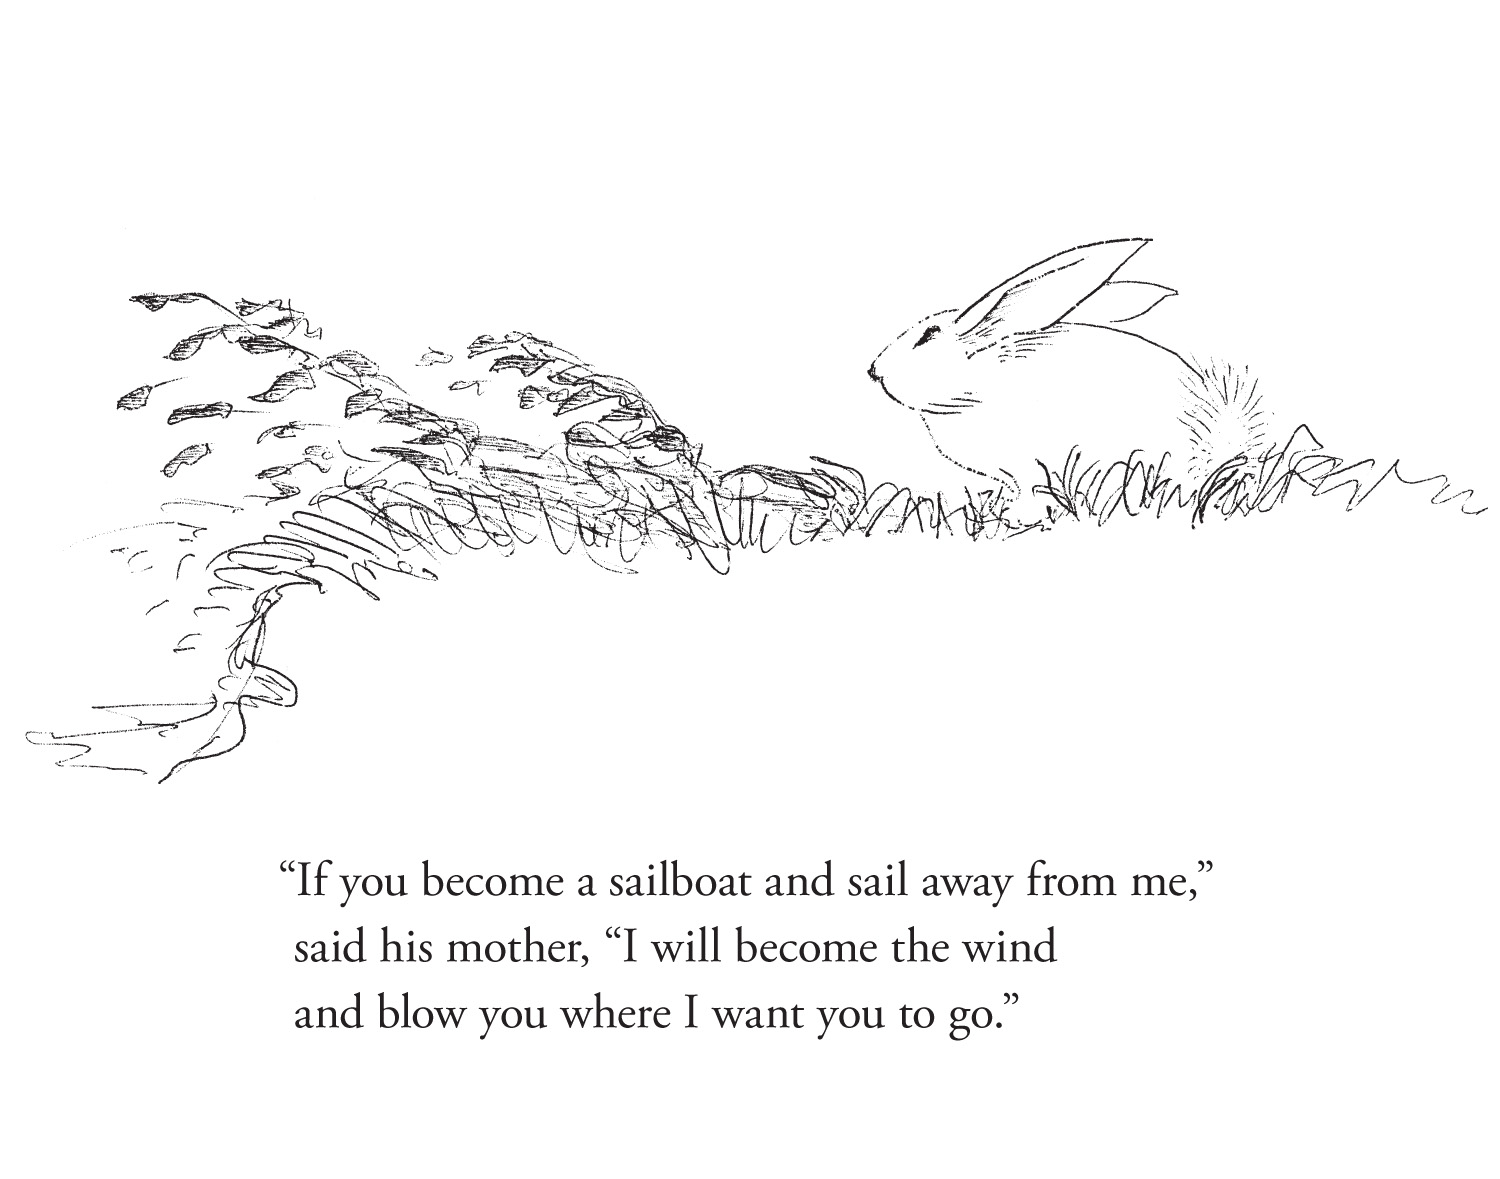 “If you become a sailboat and sail away from me,”
said his mother, “I will become the wind
and blow you where I want you to go.”